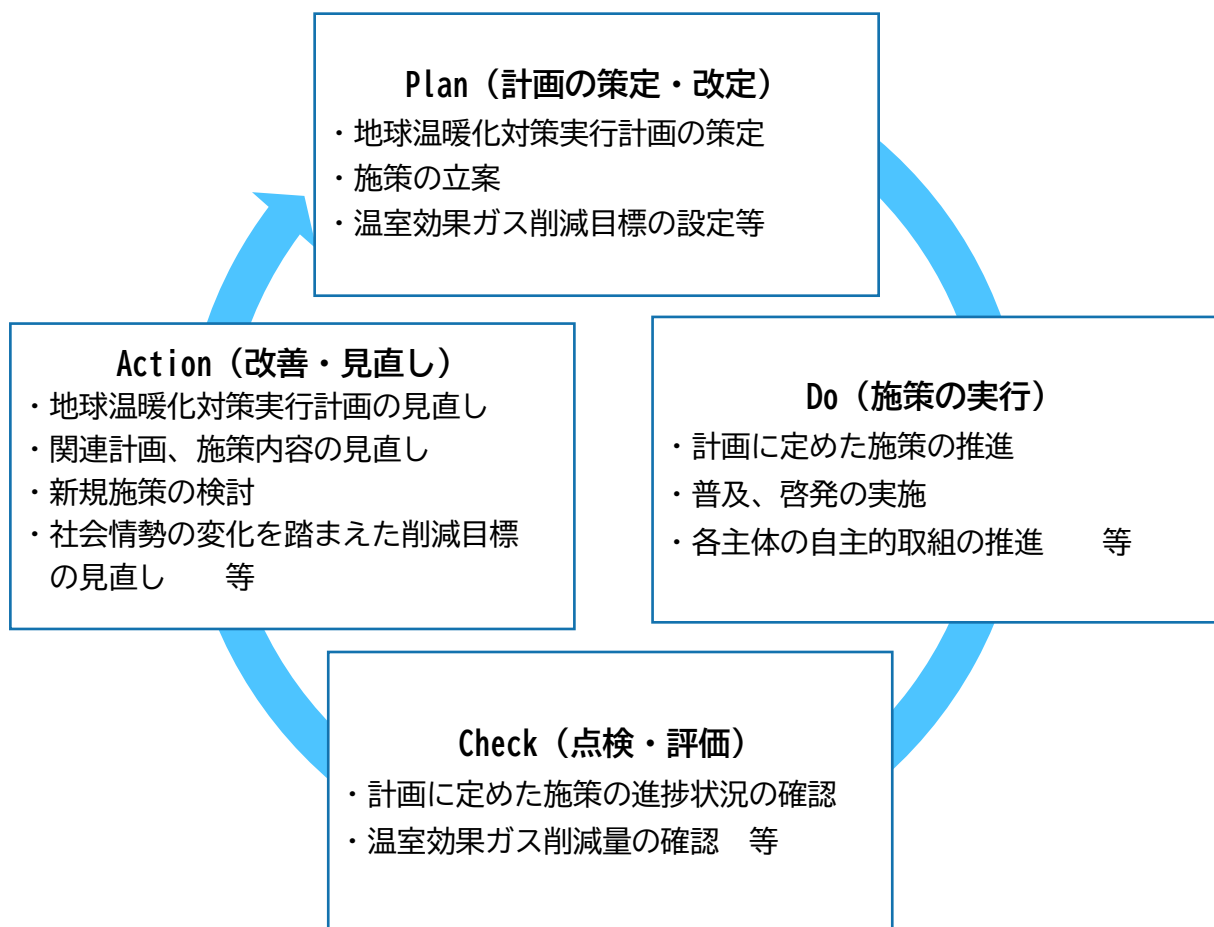 Plan（計画の策定・改定）
・地球温暖化対策実行計画の策定
・施策の立案
・温室効果ガス削減目標の設定等
Do（施策の実行）
・計画に定めた施策の推進
・普及、啓発の実施
・各主体の自主的取組の推進　　等
Check（点検・評価）
・計画に定めた施策の進捗状況の確認
・温室効果ガス削減量の確認　等
Action（改善・見直し）
・地球温暖化対策実行計画の見直し
・関連計画、施策内容の見直し
・新規施策の検討
・社会情勢の変化を踏まえた削減目標
の見直し　　等